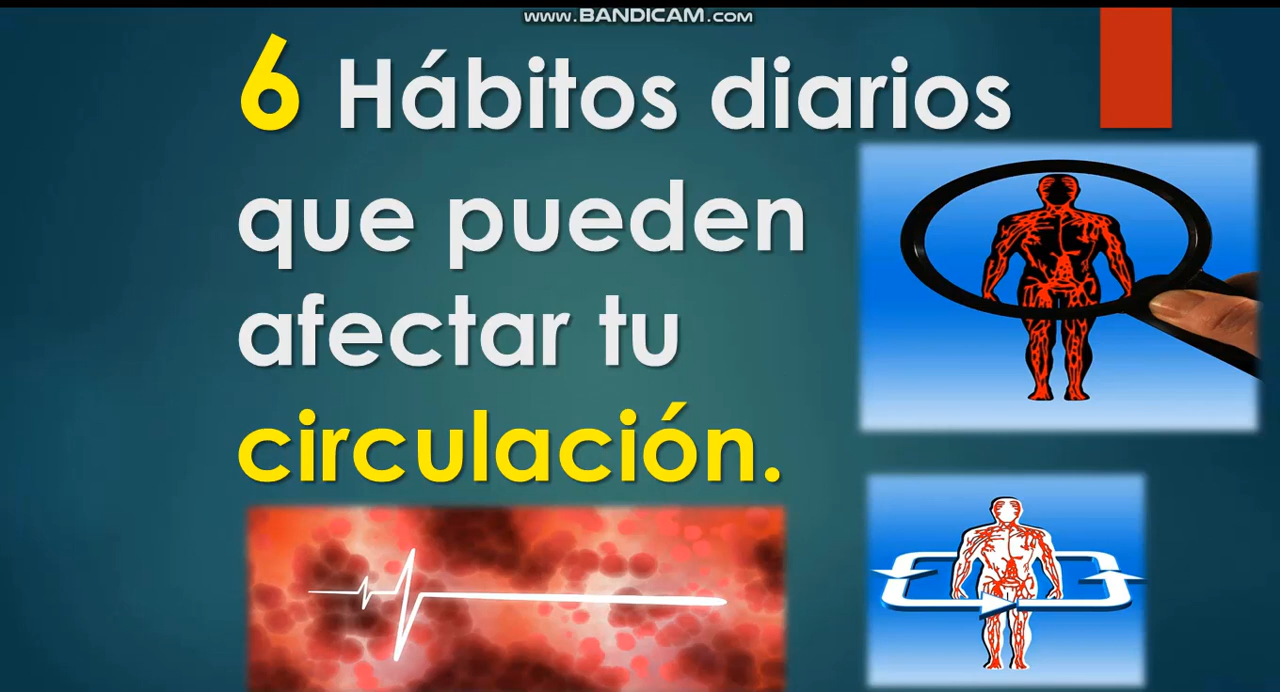 www.BANDICAM.com
6 Hábitos diarios
que pueden
afectar tu
circulación.